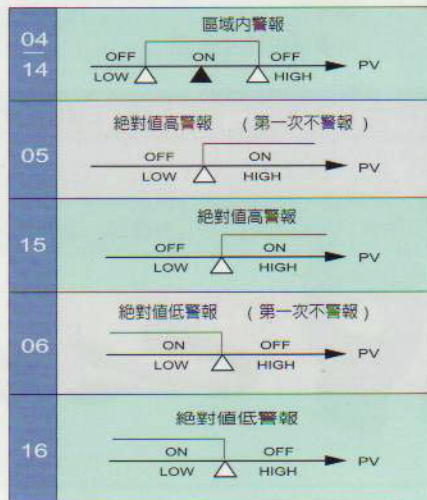 04
14
區域内警報
OFF ON OFF
LOW HIGH PV
05
絕對值高警報 （第一次不警報）
OFF ON
LOW HIGH PV
15
絕對值高警報
OFF ON
LOW HIGH PV
06
絕對值低警報 （第一次不警報）
ON OFF
LOW HIGH PV
16
絕對值低警報
ON OFF
LOW HIGH PV